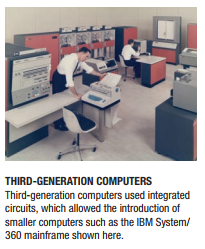 THIRD-GENERATION COMPUTERS
Third-generation computers used integrated
circuits, which allowed the introduction of
smaller computers such as the IBM System/
360 mainframe shown here.